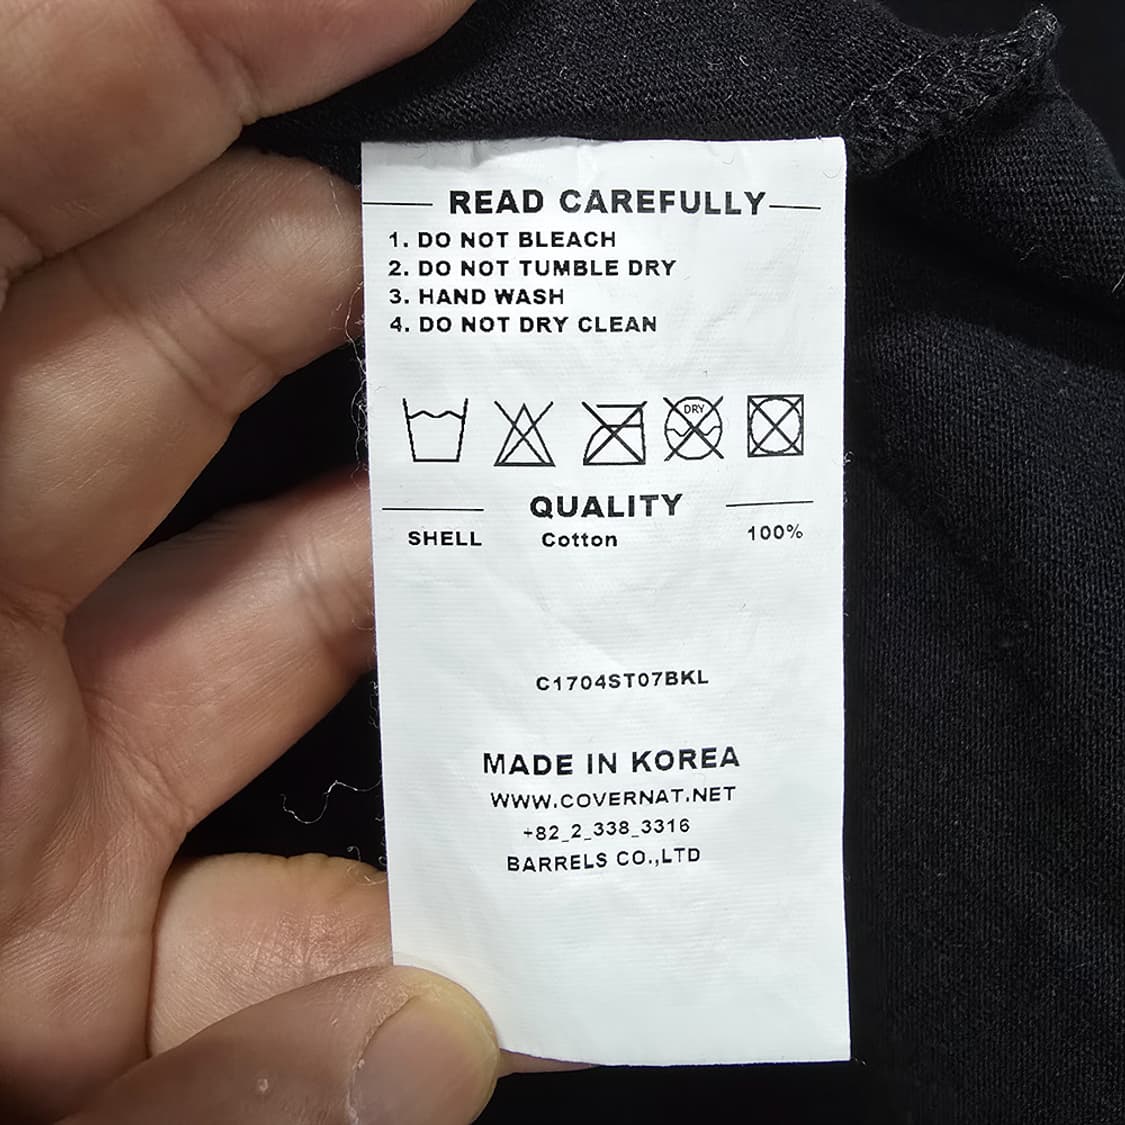 READ CAREFULLY
1. DO NOT BLEACH
2. DO NOT TUMBLE DRY
3. HAND WASH
4. DO NOT DRY CLEAN
DRY
QUALITY
SHELL Cotton 100%
C1704ST07BKL
MADE IN KOREA
WWW.COVERNAT.NET
+82_2_338_3316
BARRELS CO.,LTD